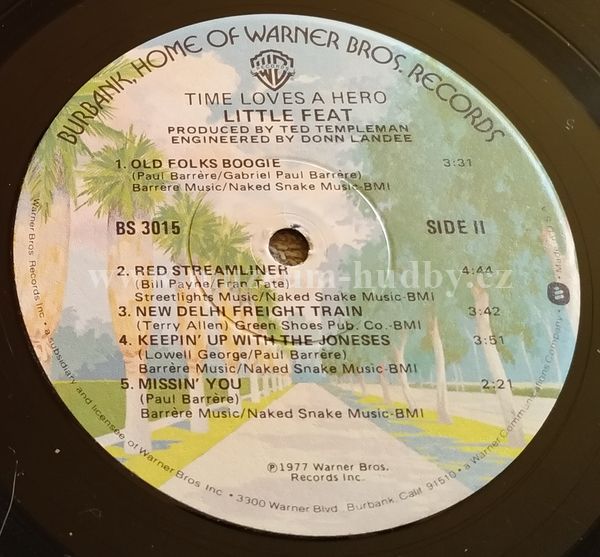 BURBANK, HOME OF WARNER BROS. RECORDS
TIME LOVES A HERO
LITTLE FEAT
PRODUCED BY TED TEMPLEMAN
ENGINEERED BY DONN LANDEE
1. OLD FOLKS BOOGIE 3:31
(Paul Barrère/Gabriel Paul Barrère)
Barrère Music/Naked Snake Music-BMI
BS 3015 SIDE II
2. RED STREAMLINER 4:44
(Bill Payne/Fran Tate)
Streetlights Music/Naked Snake Music-BMI
3. NEW DELHI FREIGHT TRAIN 3:42
(Terry Allen) Green Shoes Pub. Co.-BMI
4. KEEPIN' UP WITH THE JONESES 3:51
(Lowell George/Paul Barrère)
Barrère Music/Naked Snake Music-BMI
5. MISSIN' YOU 2:21
(Paul Barrère)
Barrère Music/Naked Snake Music-BMI
℗1977 Warner Bros.
Records Inc.
Warner Bros. Records Inc. • a subsidiary and licensee of Warner Bros. Inc. • 3300 Warner Blvd., Burbank, Calif. 91510 • a Warner Communications Company • Made in U.S.A.